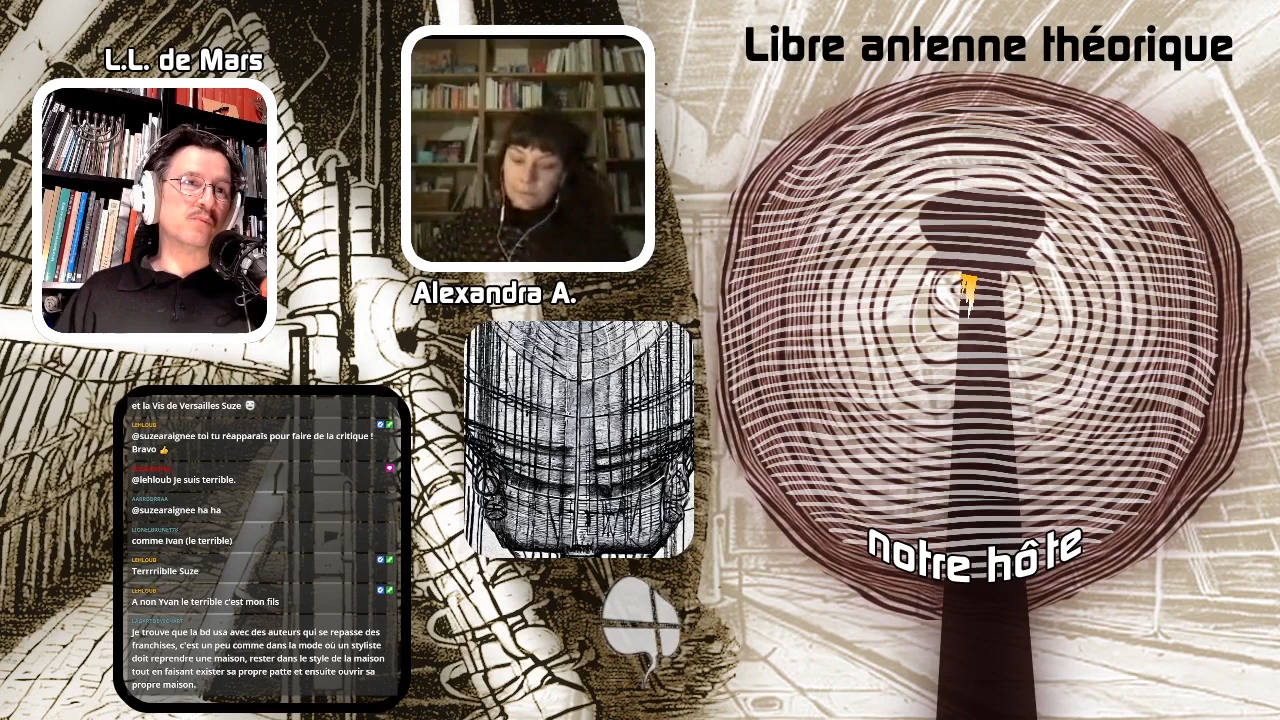 L.L. de Mars
Libre antenne théorique
Alexandra A.
et la Vis de Versailles Suze
LEHLOUB
@suzearaignee toi tu réapparaîs pour faire de la critique !
Bravo 👍
@lehloub je suis terrible.
AARRDRRAA
@suzearaignee ha ha
comme Ivan (le terrible)
LEHLOUB
Terrrriiblle Suze
LEHLOUB
A non Yvan le terrible c'est mon fils
Je trouve que la bd usa avec des auteurs qui se repasse des
franchises, c'est un peu comme dans la mode où un styliste
doit reprendre une maison, rester dans le style de la maison
tout en faisant exister sa propre patte et ensuite ouvrir sa
propre maison.
notre hôte